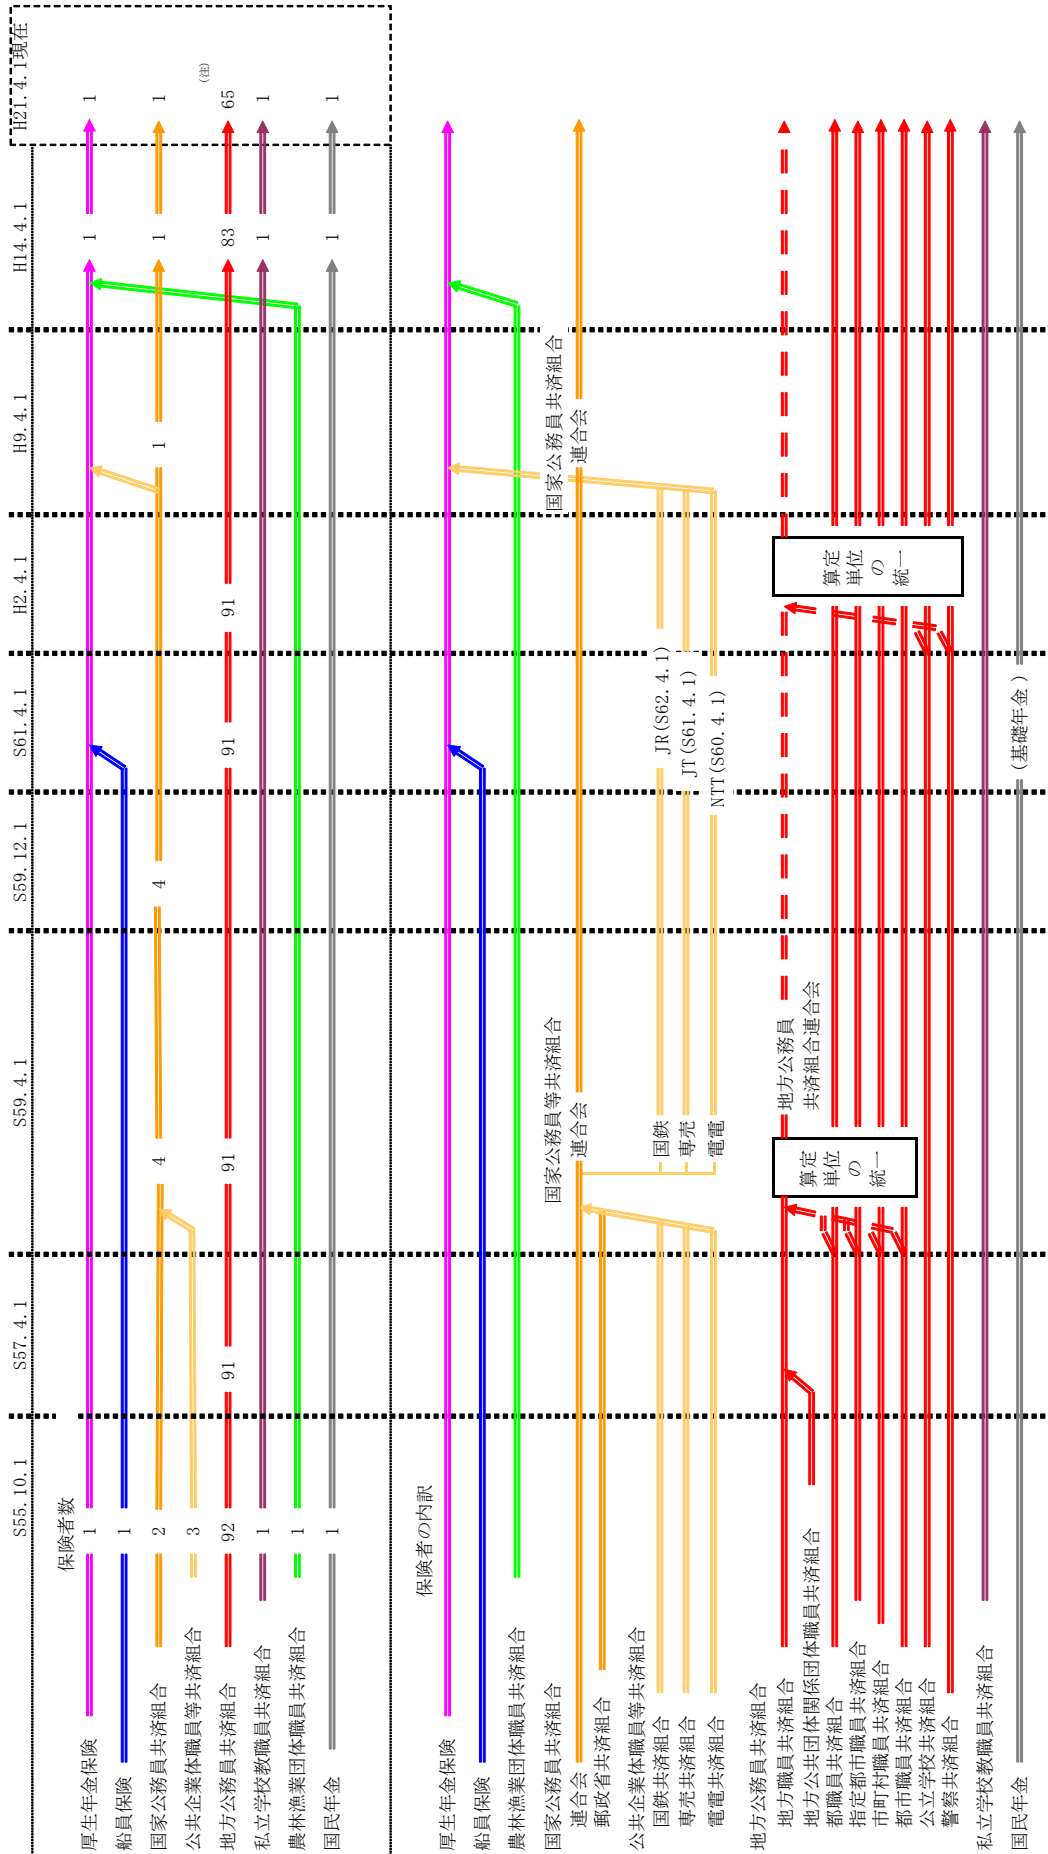 S55.10.1
S57.4.1
S59.4.1
S59.12.1
S61.4.1
H2.4.1
H9.4.1
H14.4.1
H21.4.1現在
保険者数
厚生年金保険
1
1
1
船員保険
1
国家公務員共済組合
2
4
4
1
1
1
公共企業体職員等共済組合
3
地方公務員共済組合
92
91
91
91
91
83
65
(注)
私立学校教職員共済組合
1
1
1
農林漁業団体職員共済組合
1
国民年金
1
1
1
保険者の内訳
厚生年金保険
船員保険
農林漁業団体職員共済組合
国家公務員共済組合
連合会
国家公務員等共済組合
連合会
国家公務員共済組合
連合会
郵政省共済組合
公共企業体職員等共済組合
国鉄共済組合
国鉄
JR(S62.4.1)
専売共済組合
専売
JT(S61.4.1)
電電共済組合
電電
NTT(S60.4.1)
地方公務員共済組合
地方職員共済組合
地方公務員
共済組合連合会
地方公共団体関係団体職員共済組合
都職員共済組合
指定都市職員共済組合
市町村職員共済組合
都市職員共済組合
公立学校共済組合
警察共済組合
算定
単位
の
統一
算定
単位
の
統一
私立学校教職員共済組合
国民年金
(基礎年金)